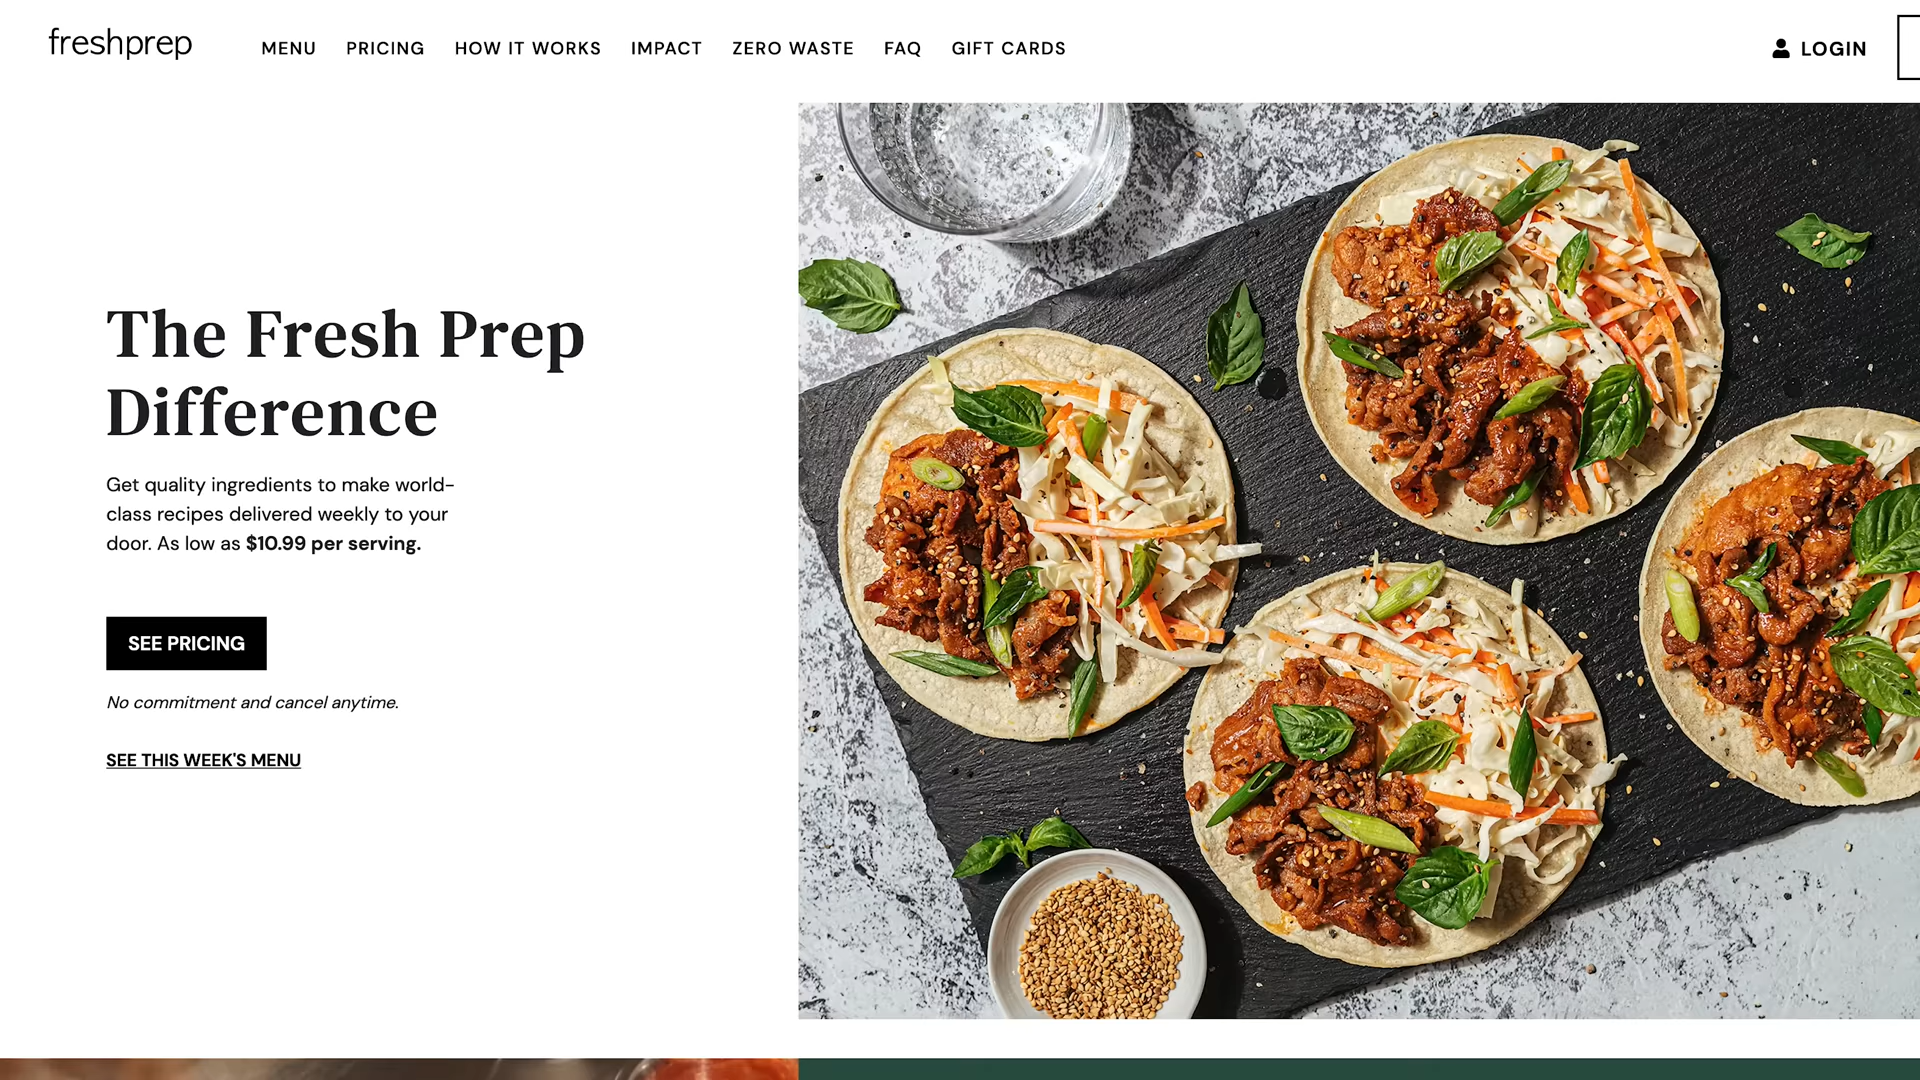 freshprep
MENU
PRICING
HOW IT WORKS
IMPACT
ZERO WASTE
FAQ
GIFT CARDS
LOGIN
The Fresh Prep
Difference
Get quality ingredients to make world-
class recipes delivered weekly to your
door. As low as $10.99 per serving.
SEE PRICING
No commitment and cancel anytime.
SEE THIS WEEK'S MENU